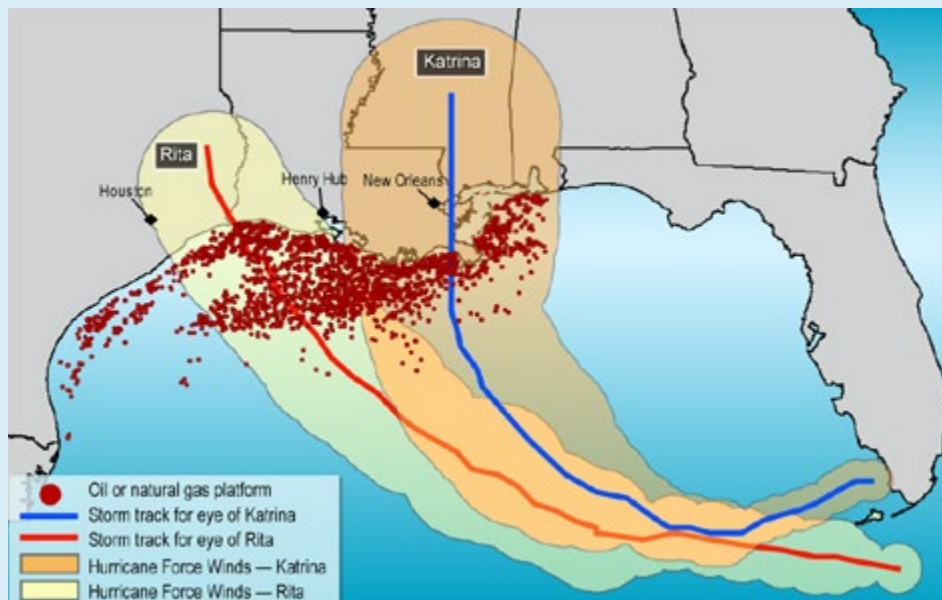 Katrina
Rita
Houston
Henry Hub
New Orleans
Oil or natural gas platform
Storm track for eye of Katrina
Storm track for eye of Rita
Hurricane Force Winds — Katrina
Hurricane Force Winds — Rita